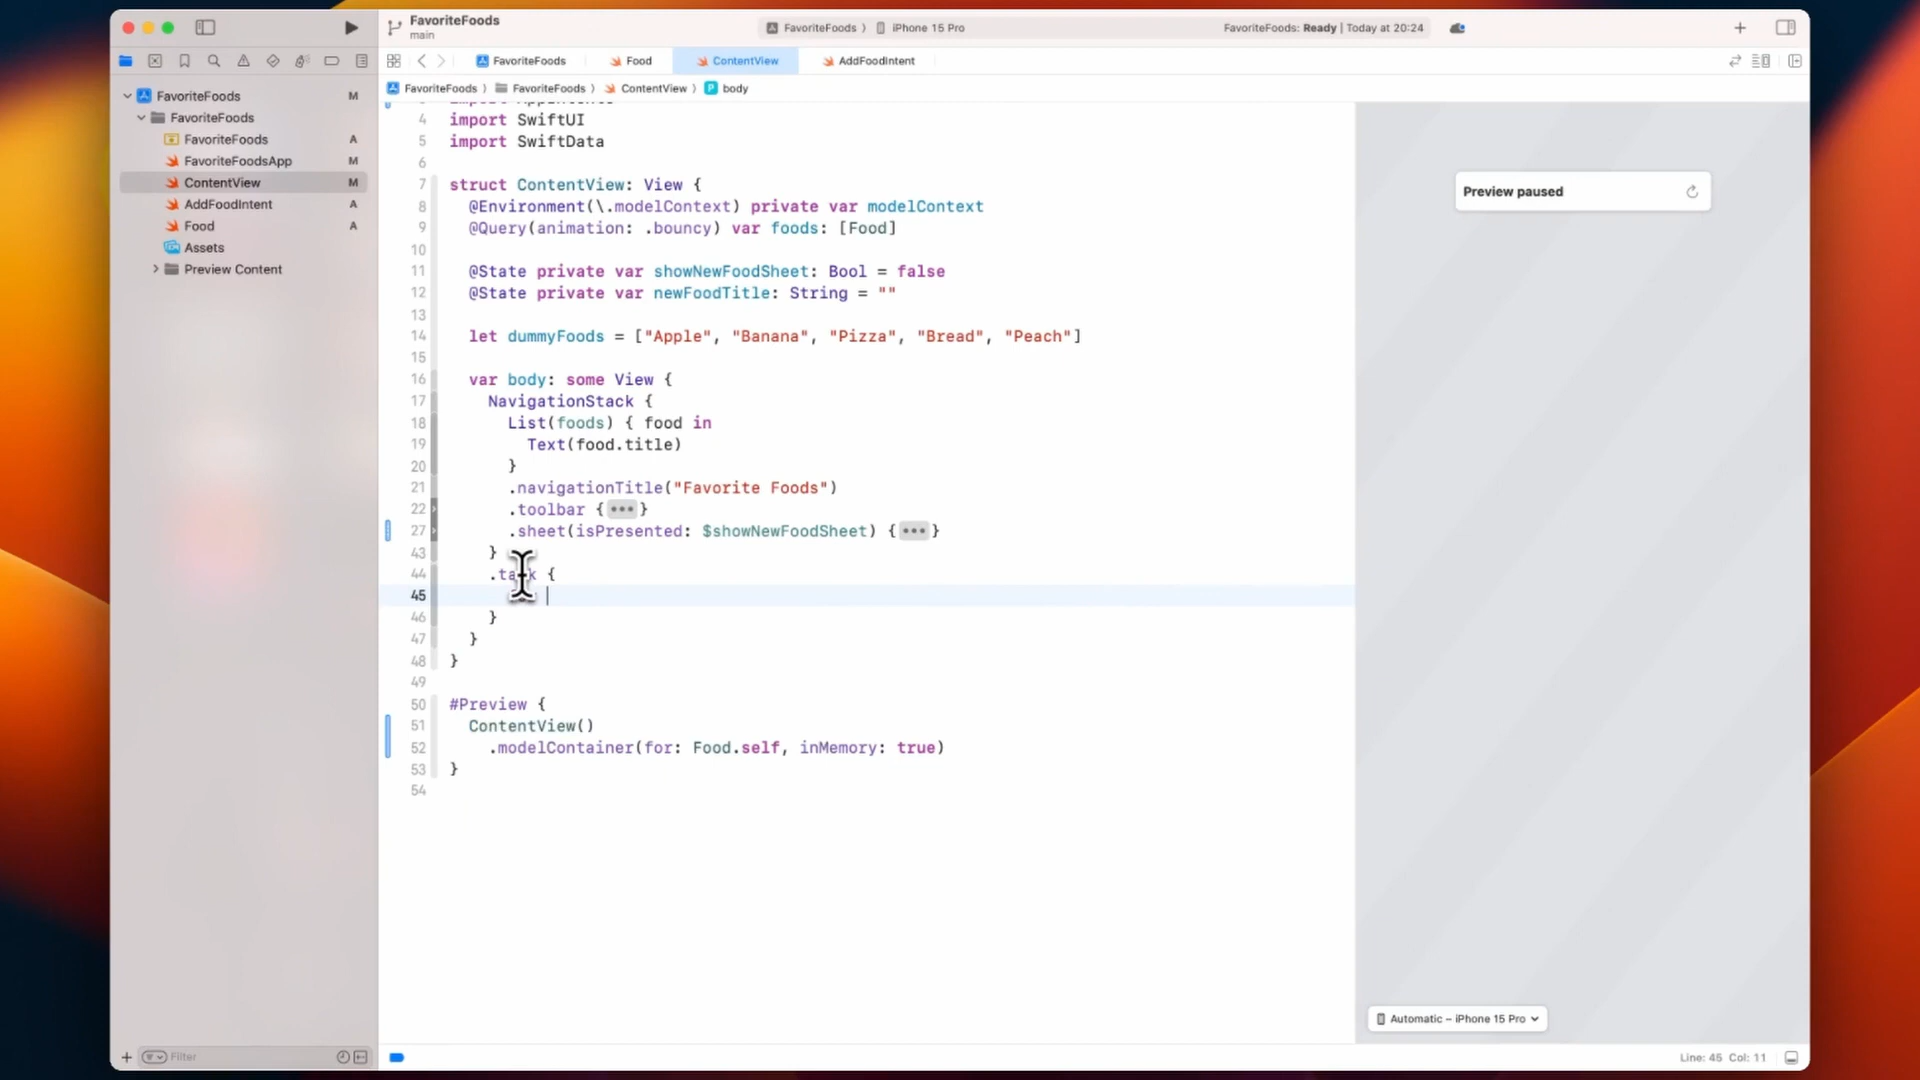 FavoriteFoods
main
FavoriteFoods
iPhone 15 Pro
FavoriteFoods: Ready | Today at 20:24
FavoriteFoods
Food
ContentView
AddFoodIntent
FavoriteFoods
FavoriteFoods
ContentView
body
FavoriteFoods M
FavoriteFoods
FavoriteFoods A
FavoriteFoodsApp M
ContentView M
AddFoodIntent A
Food A
Assets
Preview Content
4 import SwiftUI
5 import SwiftData
6
7 struct ContentView: View {
8 @Environment(\.modelContext) private var modelContext
9 @Query(animation: .bouncy) var foods: [Food]
10
11 @State private var showNewFoodSheet: Bool = false
12 @State private var newFoodTitle: String = ""
13
14 let dummyFoods = ["Apple", "Banana", "Pizza", "Bread", "Peach"]
15
16 var body: some View {
17 NavigationStack {
18 List(foods) { food in
19 Text(food.title)
20 }
21 .navigationTitle("Favorite Foods")
22 .toolbar {•••}
27 .sheet(isPresented: $showNewFoodSheet) {•••}
43 }
44 .task {
45
46 }
47 }
48 }
49
50 #Preview {
51 ContentView()
52 .modelContainer(for: Food.self, inMemory: true)
53 }
54
Preview paused
Automatic – iPhone 15 Pro
Filter
Line: 45 Col: 11